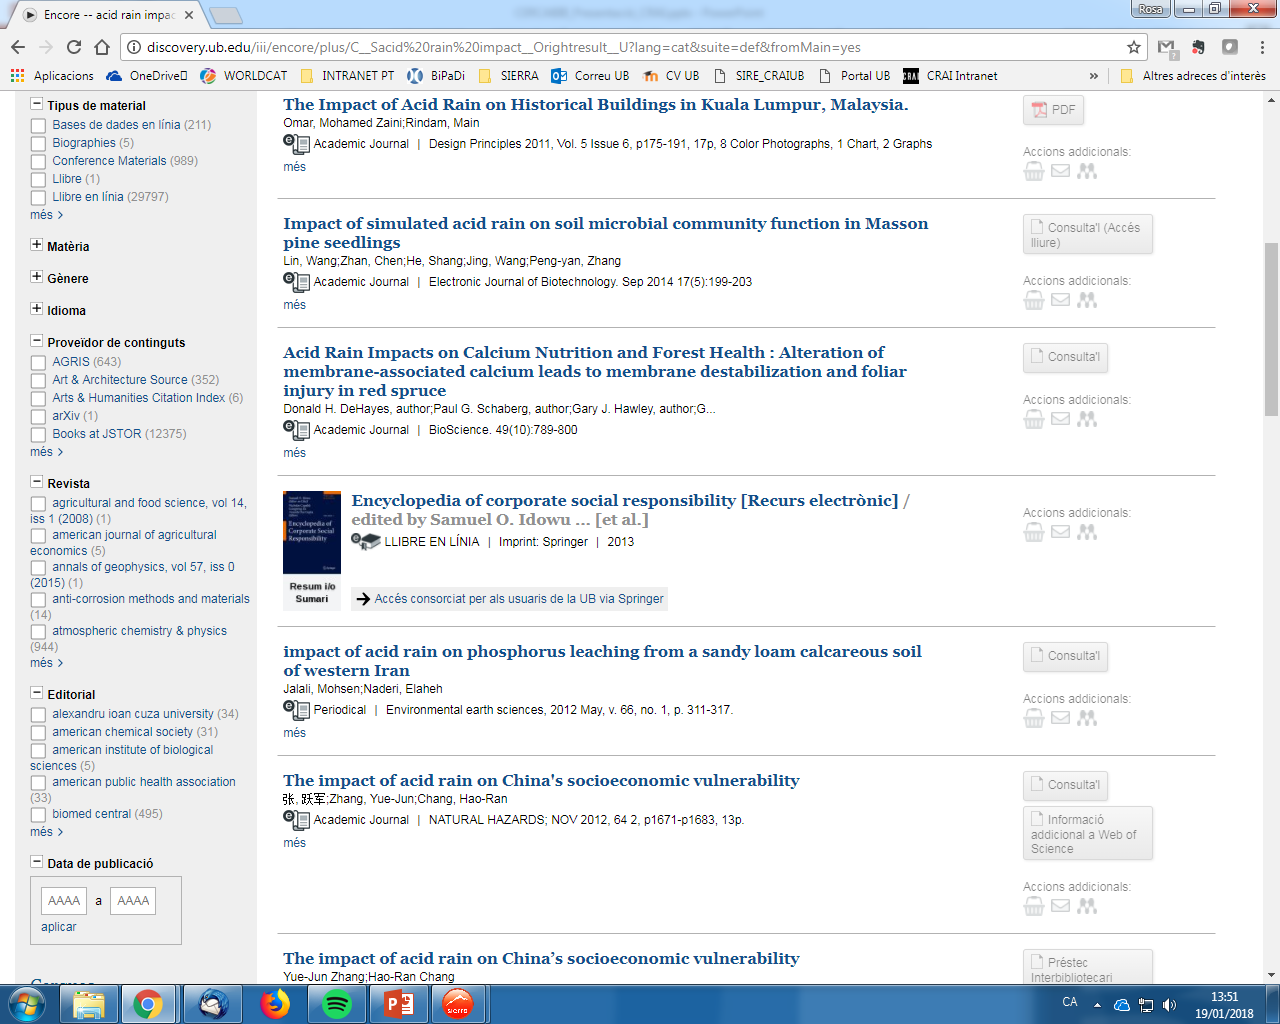 Encore -- acid rain impac
Rosa
discovery.ub.edu/iii/encore/plus/C__Sacid%20rain%20impact__Orightresult__U?lang=cat&suite=def&fromMain=yes
Aplicacions
OneDrive
WORLDCAT
INTRANET PT
BiPaDi
SIERRA
Correu UB
CV UB
SIRE_CRAIUB
Portal UB
CRAI Intranet
»
Altres adreces d'interès
Tipus de material
Bases de dades en línia (211)
Biographies (5)
Conference Materials (989)
Llibre (1)
Llibre en línia (29797)
més >
Matèria
Gènere
Idioma
Proveïdor de continguts
AGRIS (643)
Art & Architecture Source (352)
Arts & Humanities Citation Index (6)
arXiv (1)
Books at JSTOR (12375)
més >
Revista
agricultural and food science, vol 14,
iss 1 (2008) (1)
american journal of agricultural
economics (5)
annals of geophysics, vol 57, iss 0
(2015) (1)
anti-corrosion methods and materials
(14)
atmospheric chemistry & physics
(944)
més >
Editorial
alexandru ioan cuza university (34)
american chemical society (31)
american institute of biological
sciences (5)
american public health association
(33)
biomed central (495)
més >
Data de publicació
AAAA a AAAA
aplicar
The Impact of Acid Rain on Historical Buildings in Kuala Lumpur, Malaysia.
Omar, Mohamed Zaini;Rindam, Main
Academic Journal | Design Principles 2011, Vol. 5 Issue 6, p175-191, 17p, 8 Color Photographs, 1 Chart, 2 Graphs
més
PDF
Accions addicionals:
Impact of simulated acid rain on soil microbial community function in Masson
pine seedlings
Lin, Wang;Zhan, Chen;He, Shang;Jing, Wang;Peng-yan, Zhang
Academic Journal | Electronic Journal of Biotechnology. Sep 2014 17(5):199-203
més
Consulta'l (Accés
lliure)
Accions addicionals:
Acid Rain Impacts on Calcium Nutrition and Forest Health : Alteration of
membrane-associated calcium leads to membrane destabilization and foliar
injury in red spruce
Donald H. DeHayes, author;Paul G. Schaberg, author;Gary J. Hawley, author;G...
Academic Journal | BioScience. 49(10):789-800
més
Consulta'l
Accions addicionals:
Encyclopedia of
Corporate Social
Responsibility
Resum i/o
Sumari
Encyclopedia of corporate social responsibility [Recurs electrònic] /
edited by Samuel O. Idowu ... [et al.]
LLIBRE EN LÍNIA | Imprint: Springer | 2013
Accés consorciat per als usuaris de la UB via Springer
Accions addicionals:
impact of acid rain on phosphorus leaching from a sandy loam calcareous soil
of western Iran
Jalali, Mohsen;Naderi, Elaheh
Periodical | Environmental earth sciences, 2012 May, v. 66, no. 1, p. 311-317.
més
Consulta'l
Accions addicionals:
The impact of acid rain on China's socioeconomic vulnerability
张, 跃军;Zhang, Yue-Jun;Chang, Hao-Ran
Academic Journal | NATURAL HAZARDS; NOV 2012, 64 2, p1671-p1683, 13p.
més
Consulta'l
Informació
addicional a Web of
Science
Accions addicionals:
The impact of acid rain on China’s socioeconomic vulnerability
Yue-Jun Zhang;Hao-Ran Chang
Préstec
Interbibliotecari
sierra
CA
13:51
19/01/2018